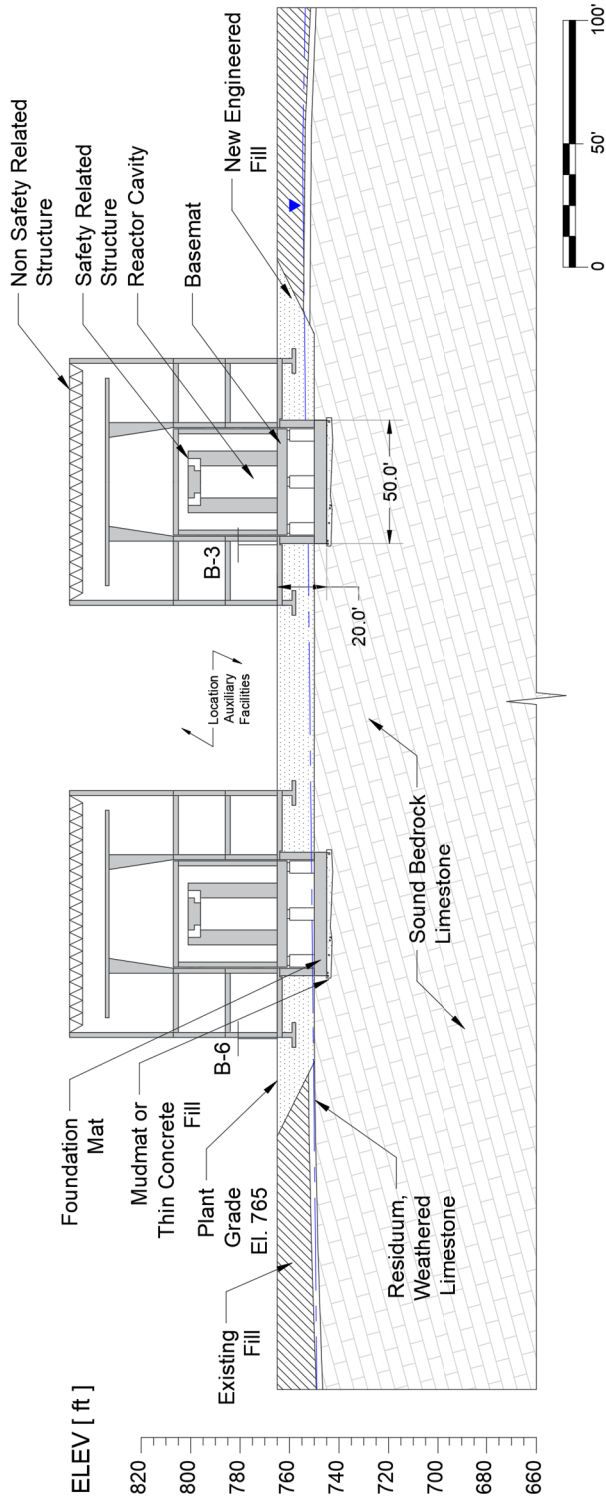 ELEV [ ft ]
820
800
780
760
740
720
700
680
660
Existing
Fill
Plant
Grade
El. 765
Mudmat or
Thin Concrete
Fill
Foundation
Mat
B-6
Location
Auxiliary
Facilities
B-3
Basemat
Reactor Cavity
Safety Related
Structure
Non Safety Related
Structure
New Engineered
Fill
20.0'
50.0'
Residuum,
Weathered
Limestone
Sound Bedrock
Limestone
0
50'
100'